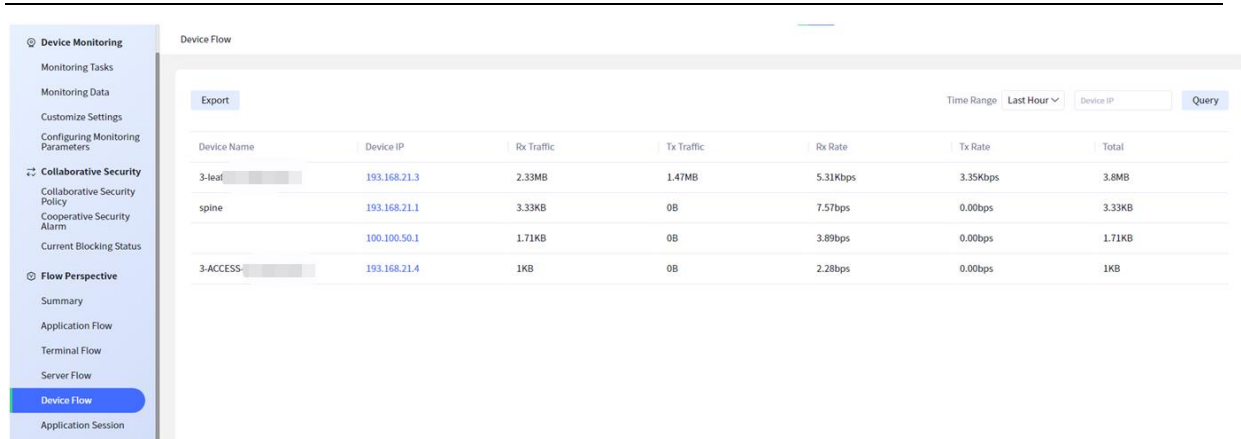 Device Monitoring
Monitoring Tasks
Monitoring Data
Customize Settings
Configuring Monitoring
Parameters
Collaborative Security
Collaborative Security
Policy
Cooperative Security
Alarm
Current Blocking Status
Flow Perspective
Summary
Application Flow
Terminal Flow
Server Flow
Device Flow
Application Session
Device Flow
Export Time Range Last Hour Device IP Query
Device Name Device IP Rx Traffic Tx Traffic Rx Rate Tx Rate Total
3-leaf 193.168.21.3 2.33MB 1.47MB 5.31Kbps 3.35Kbps 3.8MB
spine 193.168.21.1 3.33KB 0B 7.57bps 0.00bps 3.33KB
100.100.50.1 1.71KB 0B 3.89bps 0.00bps 1.71KB
3-ACCESS- 193.168.21.4 1KB 0B 2.28bps 0.00bps 1KB